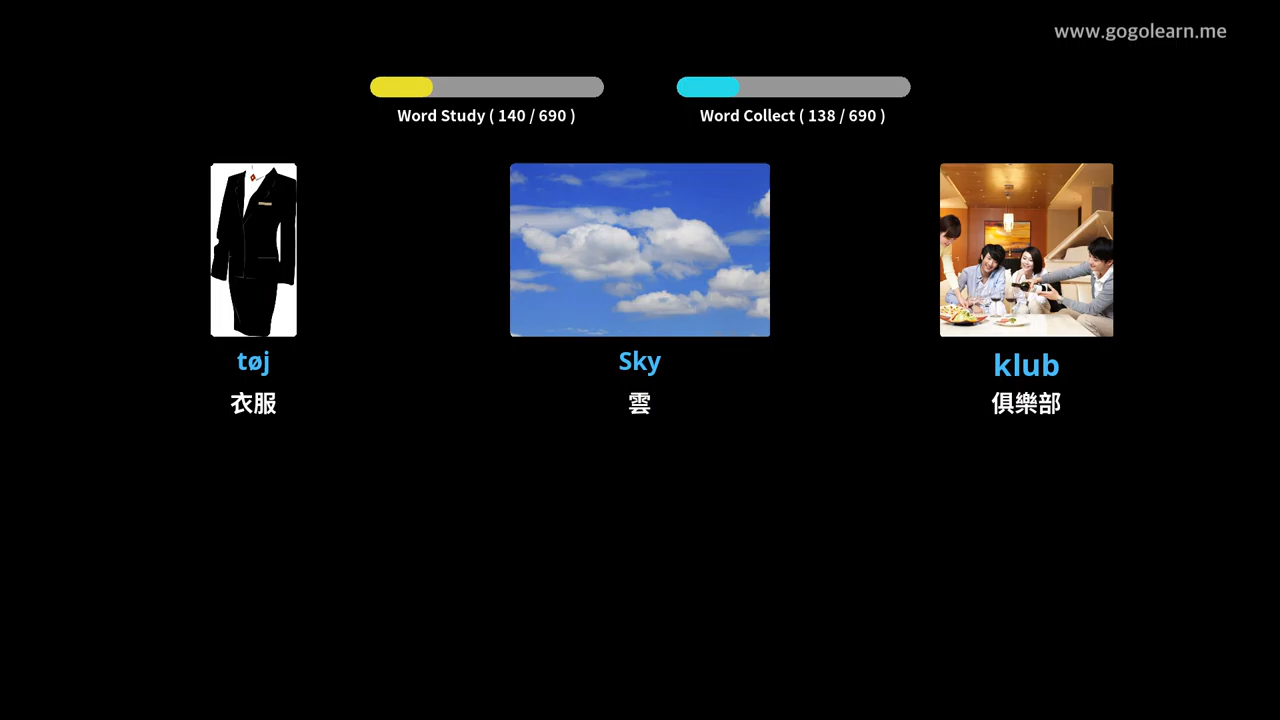 www.gogolearn.me
Word Study ( 140 / 690 )
Word Collect ( 138 / 690 )
tøj
衣服
Sky
雲
klub
俱樂部